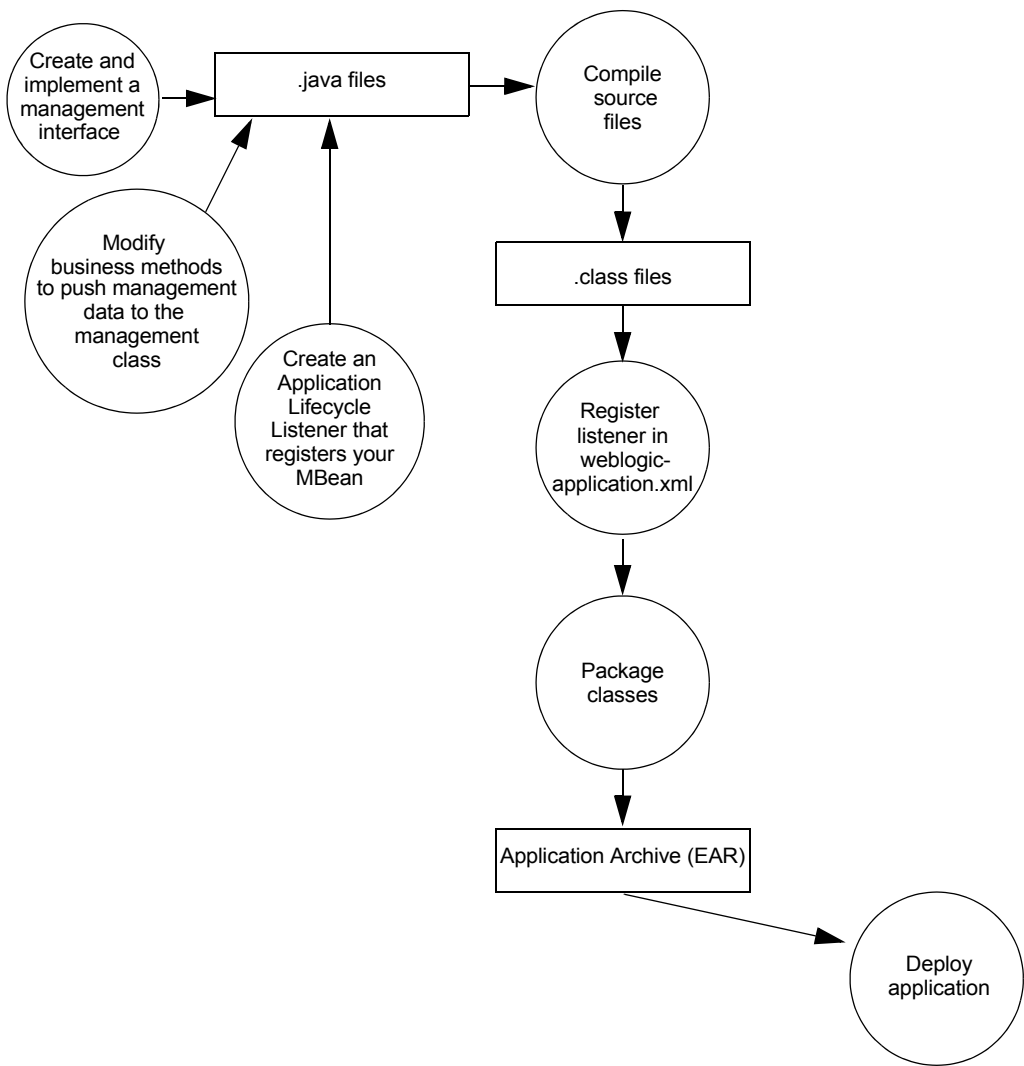 Create and
implement a
management
interface
.java files
Compile
source
files
Modify
business methods
to push management
data to the
management
class
Create an
Application
Lifecycle
Listener that
registers your
MBean
.class files
Register
listener in
weblogic-
application.xml
Package
classes
Application Archive (EAR)
Deploy
application